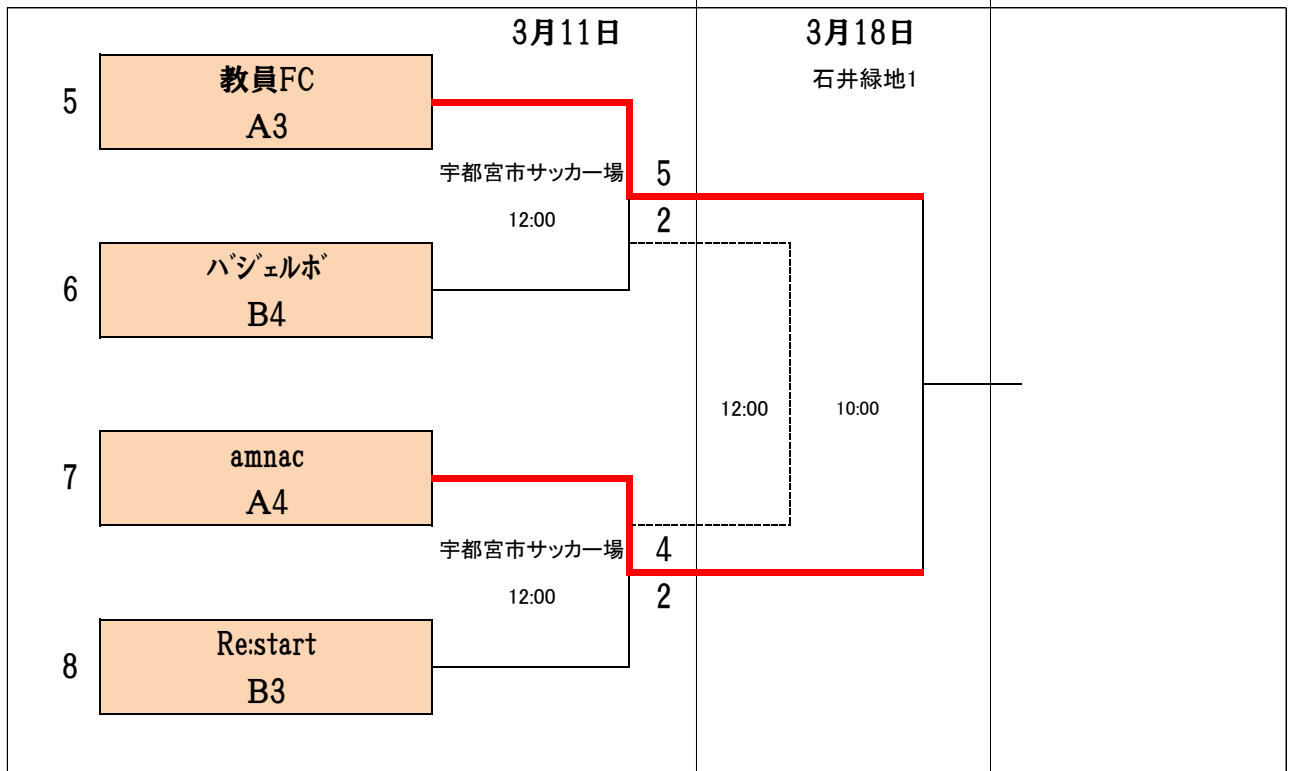 3月11日
3月18日
石井緑地1
5
教員FC
A3
宇都宮市サッカー場
5
12:00
2
6
バジェルボ
B4
12:00
10:00
7
amnac
A4
宇都宮市サッカー場
4
12:00
2
8
Re:start
B3